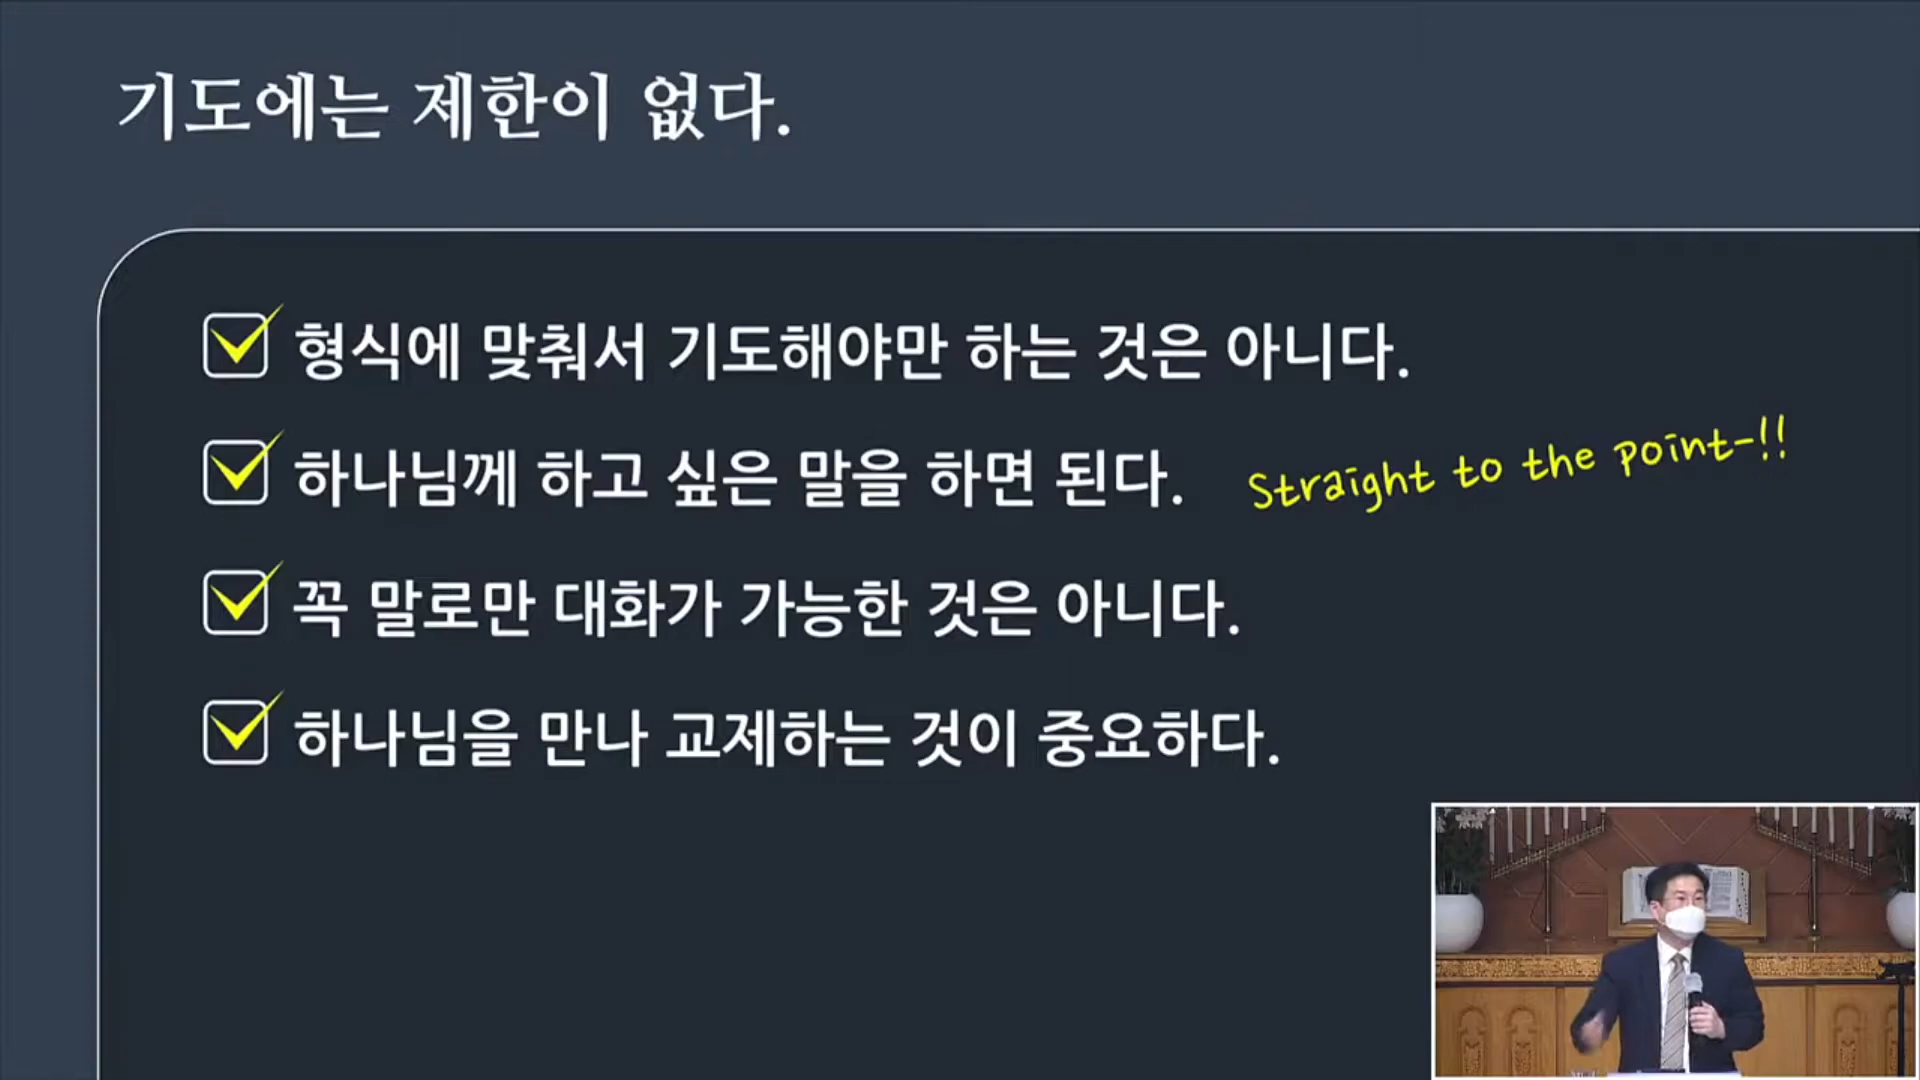 기도에는 제한이 없다.
형식에 맞춰서 기도해야만 하는 것은 아니다.
하나님께 하고 싶은 말을 하면 된다. Straight to the point-!!
꼭 말로만 대화가 가능한 것은 아니다.
하나님을 만나 교제하는 것이 중요하다.